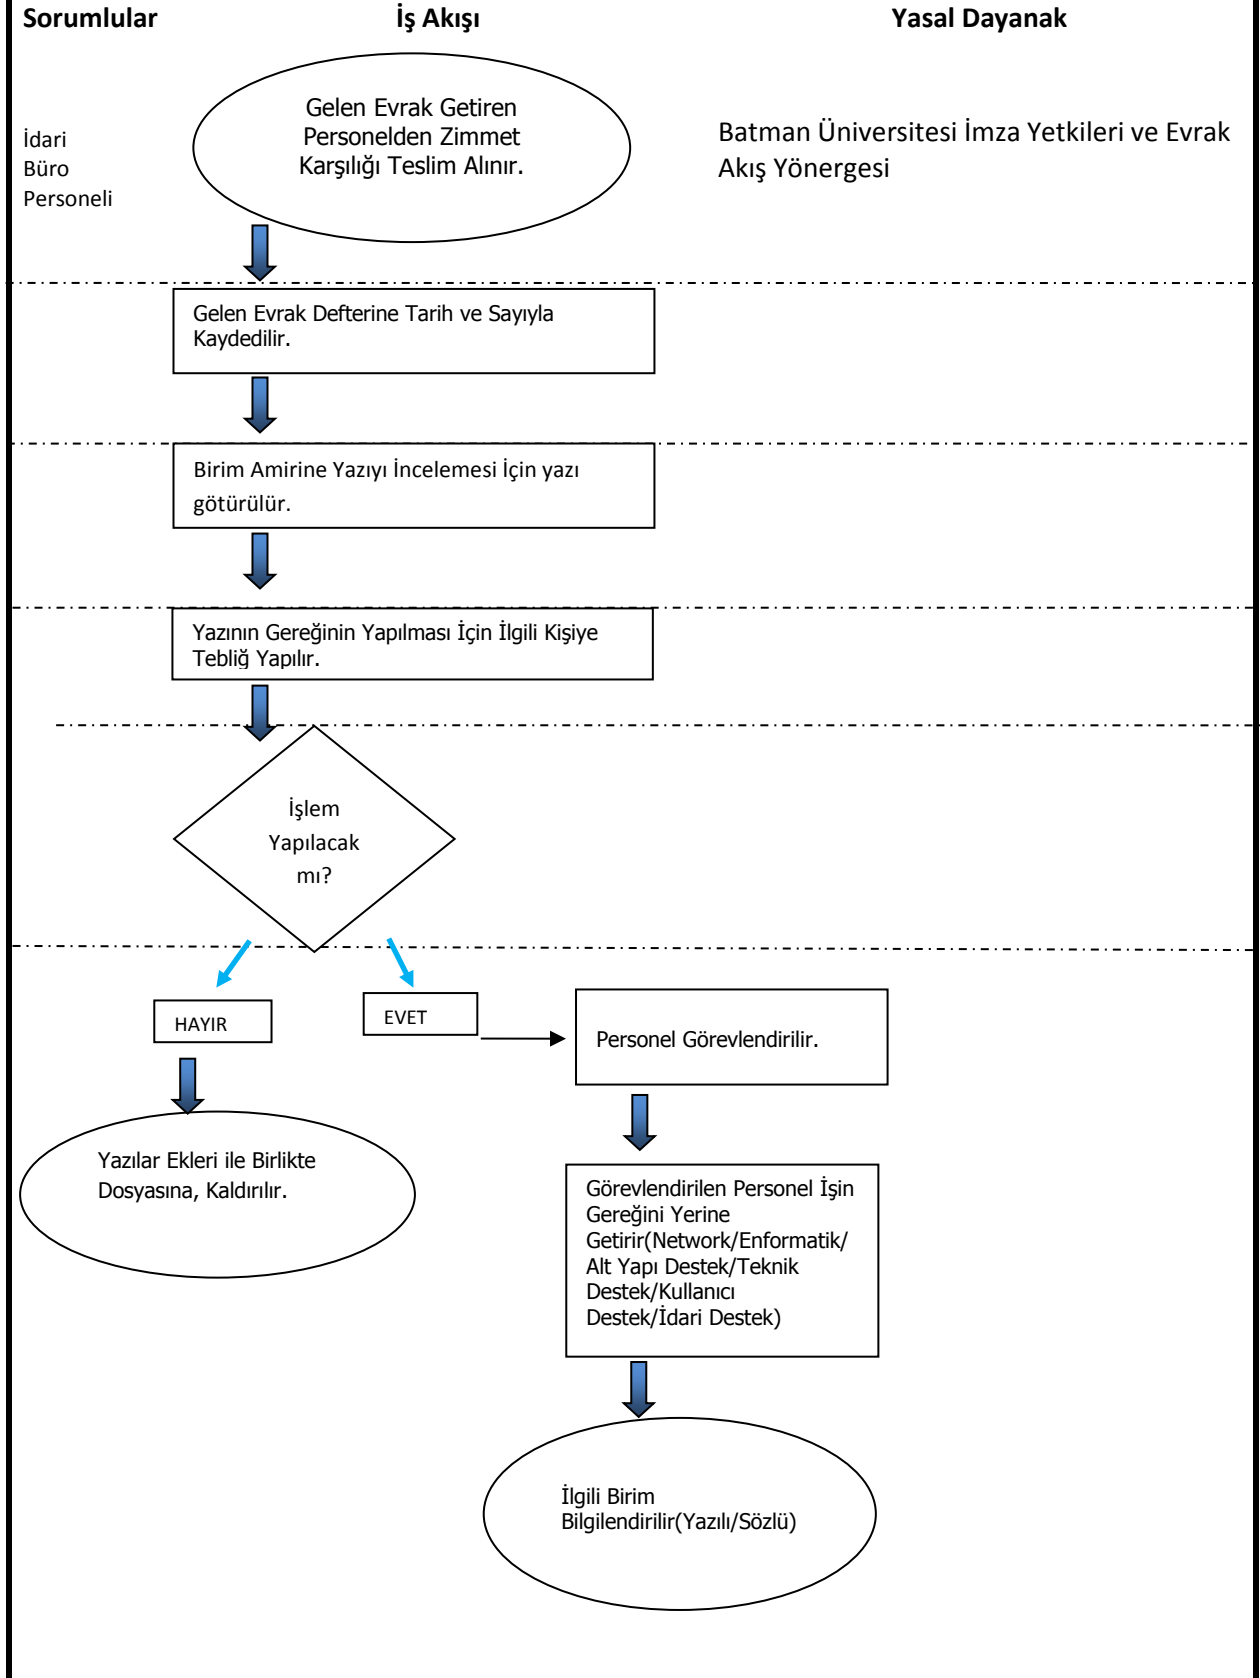 Sorumlular
İş Akışı
Yasal Dayanak
Gelen Evrak Getiren
Personelden Zimmet
Karşılığı Teslim Alınır.
İdari
Büro
Personeli
Batman Üniversitesi İmza Yetkileri ve Evrak
Akış Yönergesi
Gelen Evrak Defterine Tarih ve Sayıyla
Kaydedilir.
Birim Amirine Yazıyı İncelemesi İçin yazı
götürülür.
Yazının Gereğinin Yapılması İçin İlgili Kişiye
Tebliğ Yapılır.
İşlem
Yapılacak
mı?
HAYIR
EVET
Personel Görevlendirilir.
Yazılar Ekleri ile Birlikte
Dosyasına, Kaldırılır.
Görevlendirilen Personel İşin
Gereğini Yerine
Getirir(Network/Enformatik/
Alt Yapı Destek/Teknik
Destek/Kullanıcı
Destek/İdari Destek)
İlgili Birim
Bilgilendirilir(Yazılı/Sözlü)